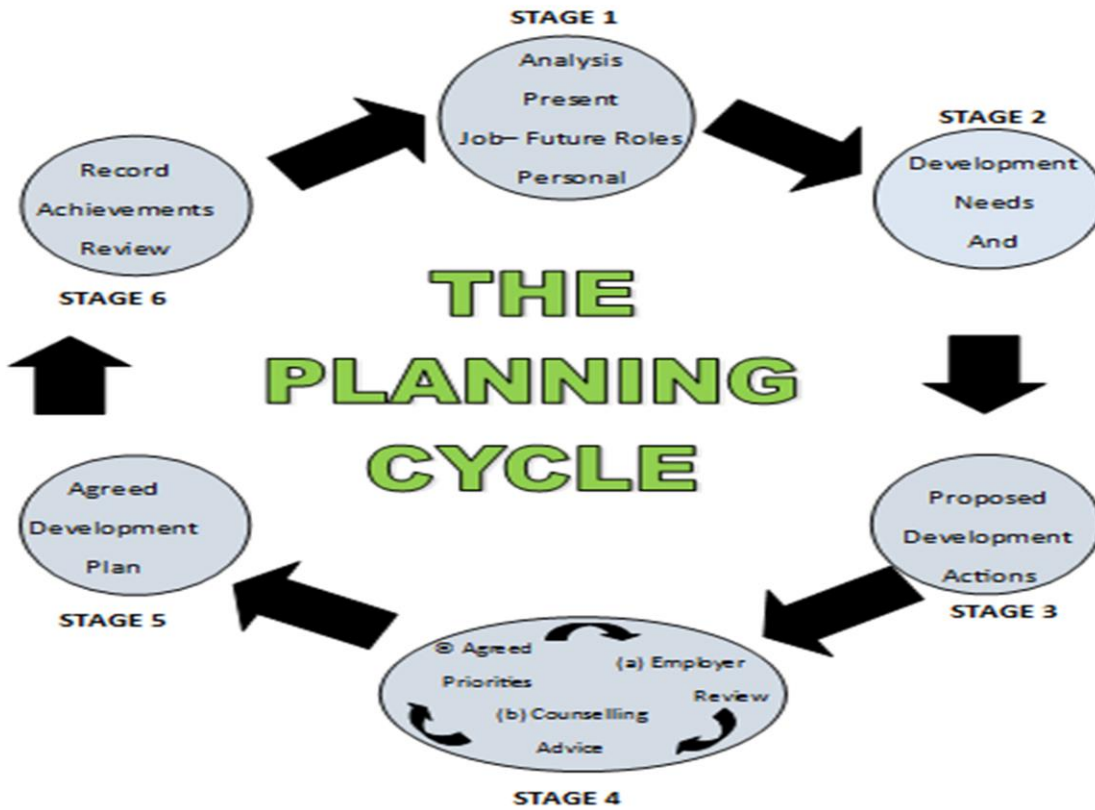 STAGE 1
Analysis
Present
Job– Future Roles
Personal
STAGE 2
Development
Needs
And
Proposed
Development
Actions
STAGE 3
(a) Employer
Review
(b) Counselling
Advice
© Agreed
Priorities
STAGE 4
Agreed
Development
Plan
STAGE 5
Record
Achievements
Review
STAGE 6
THE
PLANNING
CYCLE